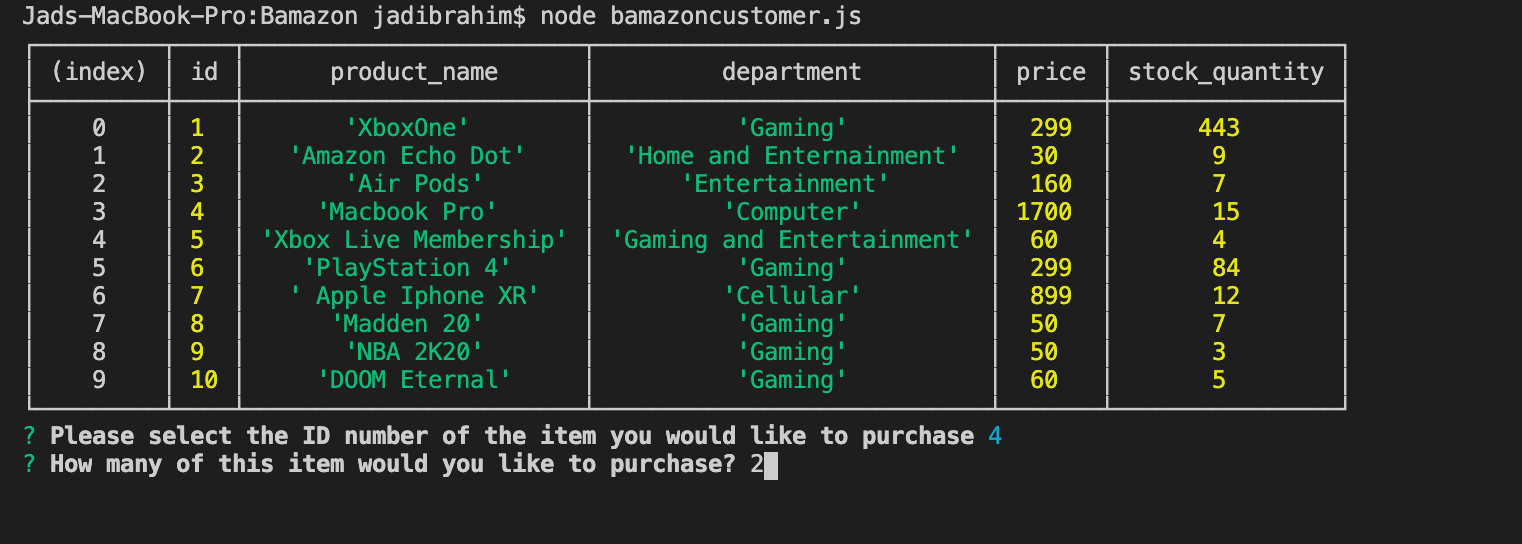 Jads-MacBook-Pro:Bamazon jadibrahim$ node bamazoncustomer.js
(index) id product_name department price stock_quantity
0 1 'XboxOne' 'Gaming' 299 443
1 2 'Amazon Echo Dot' 'Home and Enternainment' 30 9
2 3 'Air Pods' 'Entertainment' 160 7
3 4 'Macbook Pro' 'Computer' 1700 15
4 5 'Xbox Live Membership' 'Gaming and Entertainment' 60 4
5 6 'PlayStation 4' 'Gaming' 299 84
6 7 ' Apple Iphone XR' 'Cellular' 899 12
7 8 'Madden 20' 'Gaming' 50 7
8 9 'NBA 2K20' 'Gaming' 50 3
9 10 'DOOM Eternal' 'Gaming' 60 5
? Please select the ID number of the item you would like to purchase 4
? How many of this item would you like to purchase? 2